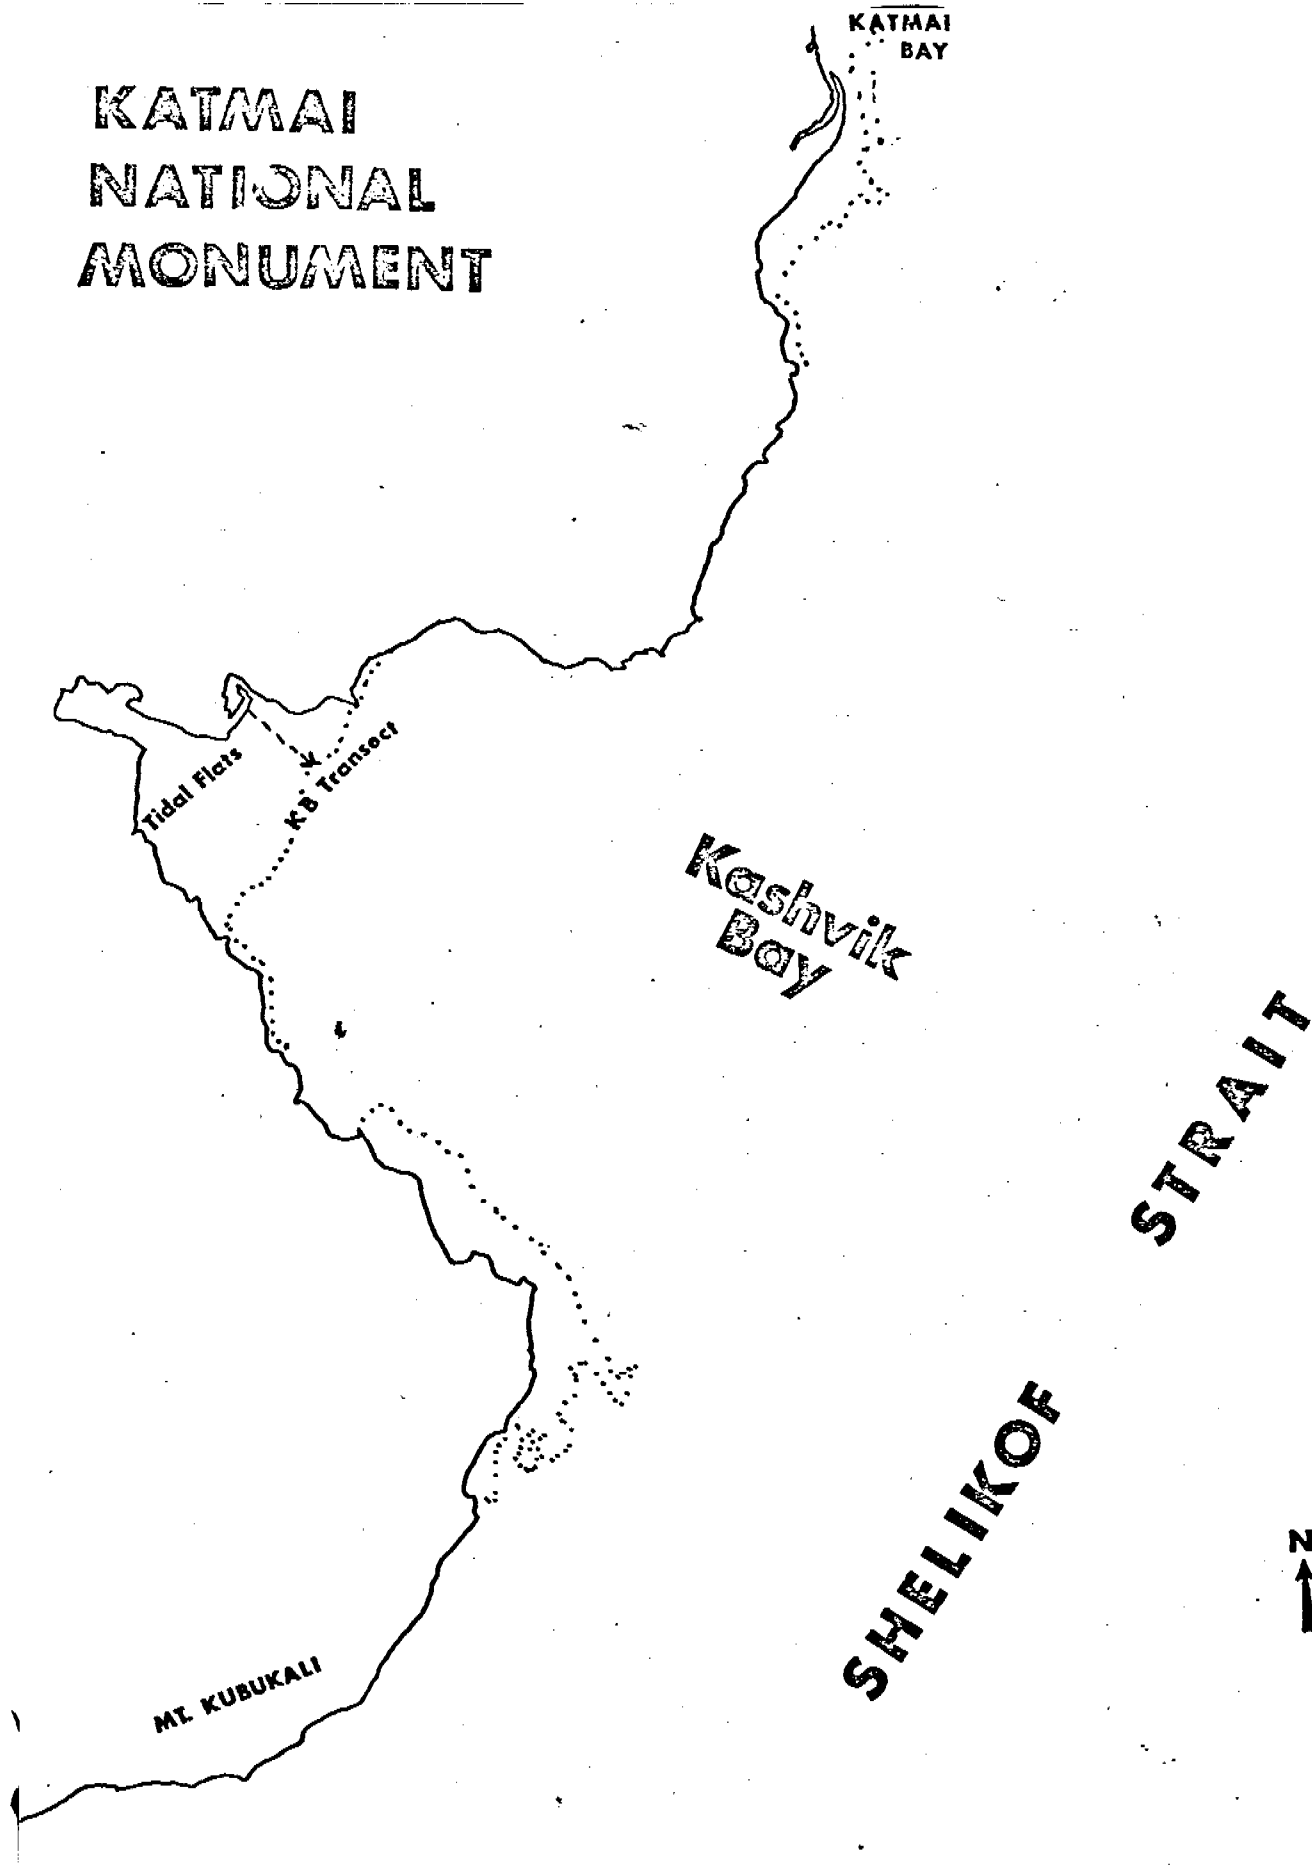 KATMAI
BAY
KATMAI
NATIONAL
MONUMENT
Tidal Flats
KB Transect
Kashvik
Bay
SHELIKOF STRAIT
N
MT. KUBUKALI